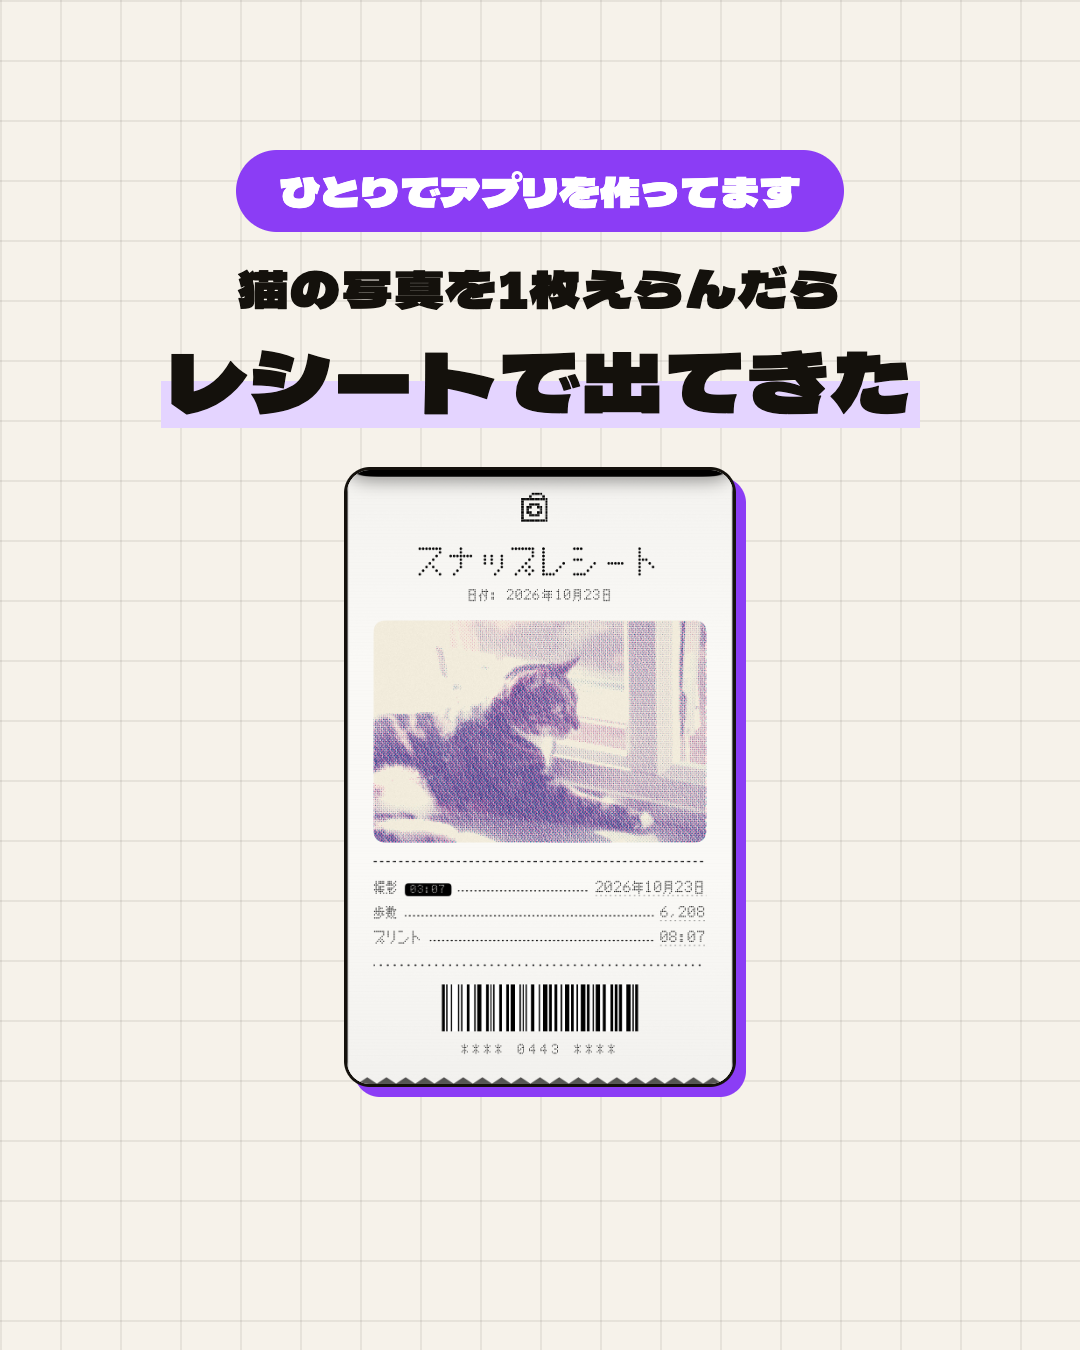 ひとりでアプリを作ってます
猫の写真を1枚えらんだら
レシートで出てきた
スナップレシート
日付: 2026年10月23日
撮影 03:07 2026年10月23日
歩数 6,208
プリント 08:07
**** 0443 ****